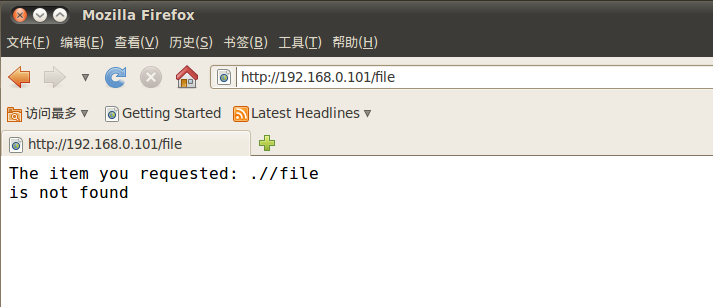 Mozilla Firefox
文件(F) 编辑(E) 查看(V) 历史(S) 书签(B) 工具(T) 帮助(H)
http://192.168.0.101/file
访问最多 Getting Started Latest Headlines
http://192.168.0.101/file
The item you requested: .//file
is not found